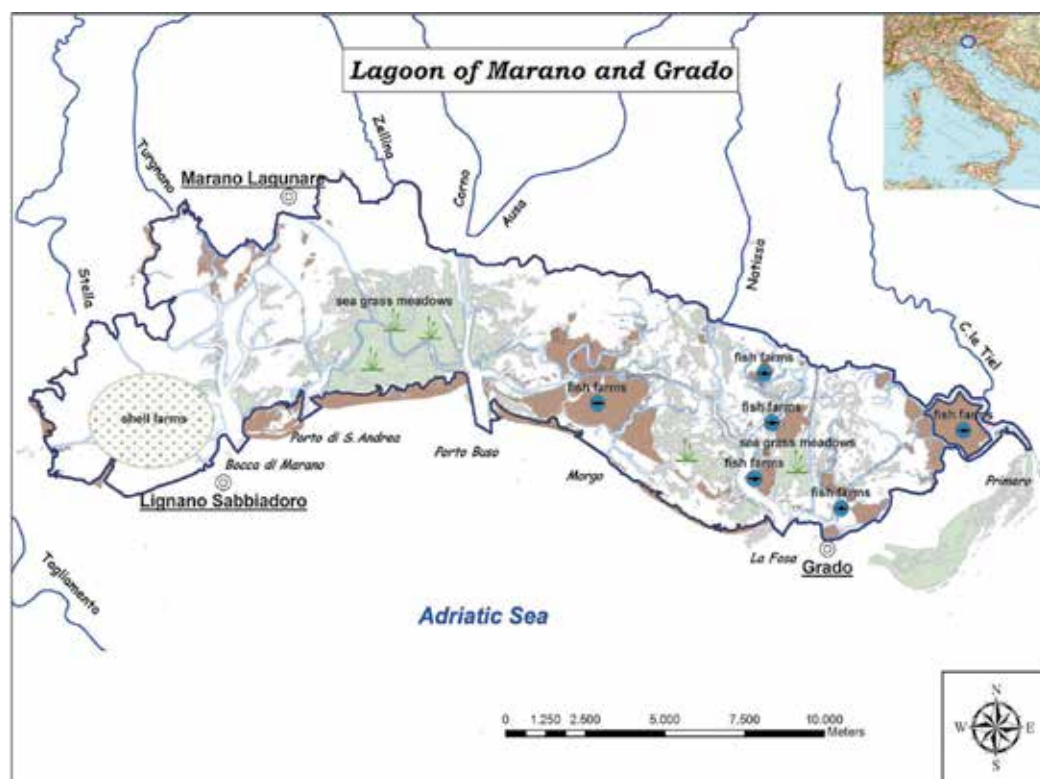 Lagoon of Marano and Grado
Turgnano
Zellina
Marano Lagunare
Corno
Ausa
Natissa
Stella
C.le Tiel
sea grass meadows
fish farms
fish farms
fish farms
fish farms
shell farms
sea grass meadows
Porto di S. Andrea
Porto Buso
Bocca di Marano
Morgo
fish farms
Primero
Lignano Sabbiadoro
fish farms
La Fosa
Grado
Tagliamento
Adriatic Sea
N
W E
S
0 1.250 2.500 5.000 7.500 10.000
Meters